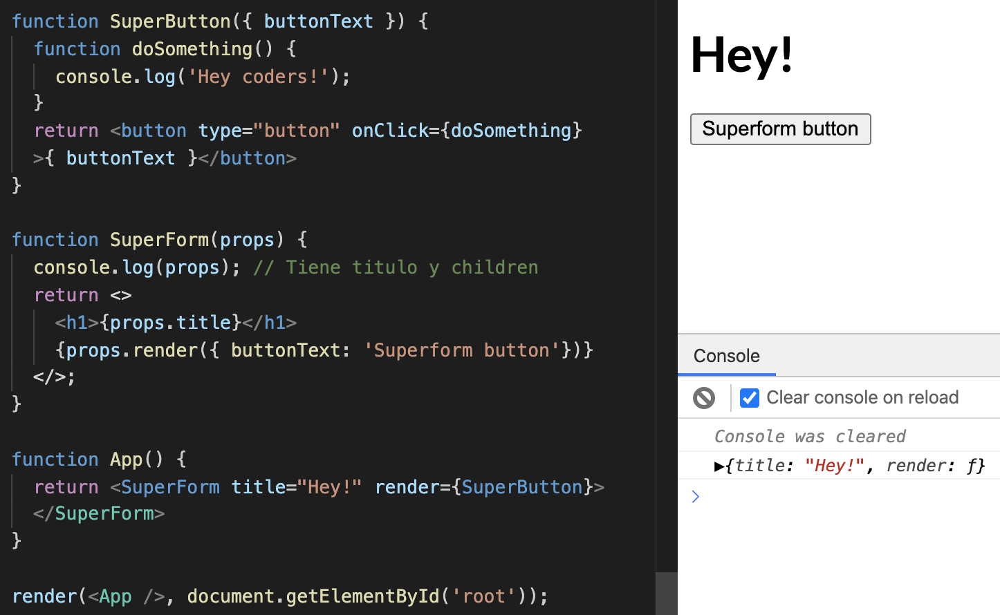 function SuperButton({ buttonText }) {
function doSomething() {
console.log('Hey coders!');
}
return <button type="button" onClick={doSomething}
>{ buttonText }</button>
}
function SuperForm(props) {
console.log(props); // Tiene titulo y children
return <>
<h1>{props.title}</h1>
{props.render({ buttonText: 'Superform button'})}
</>;
}
function App() {
return <SuperForm title="Hey!" render={SuperButton}>
</SuperForm>
}
render(<App />, document.getElementById('root'));
Hey!
Superform button
Console
Clear console on reload
Console was cleared
▶{title: "Hey!", render: ƒ}